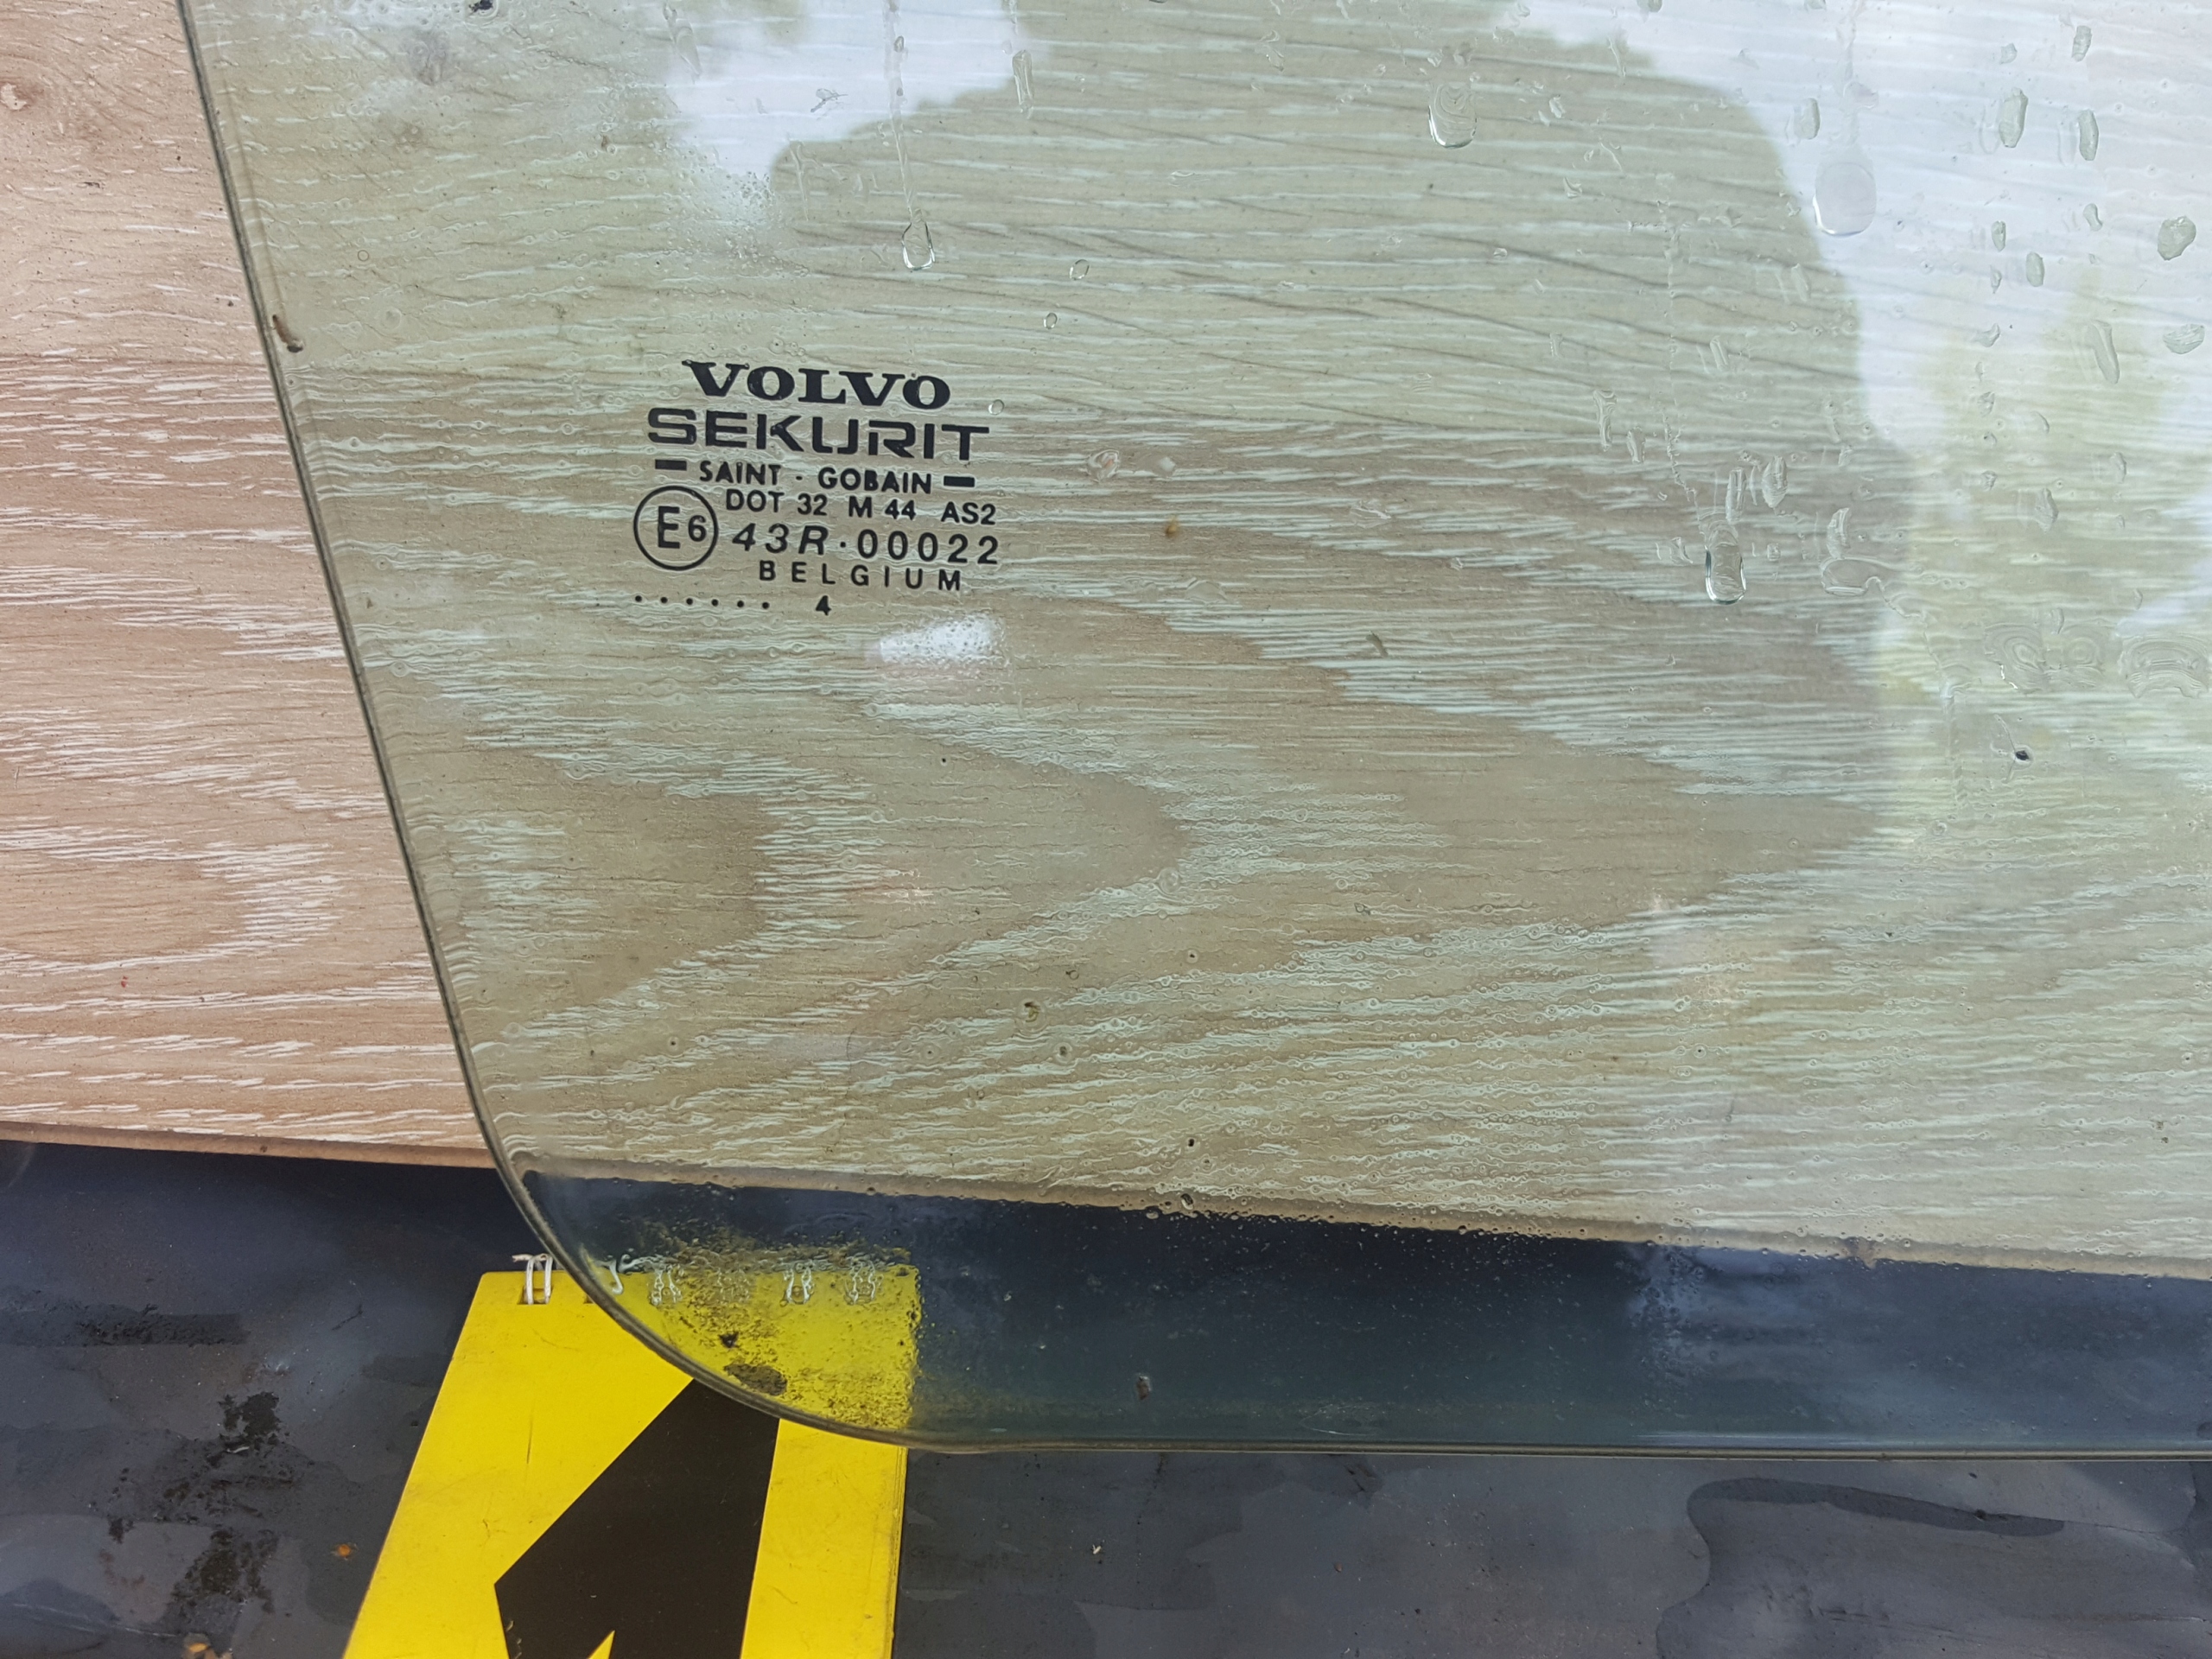 VOLVO
SEKURIT
SAINT - GOBAIN
DOT 32 M 44 AS2
E6 43R·00022
BELGIUM
. . . . . . 4